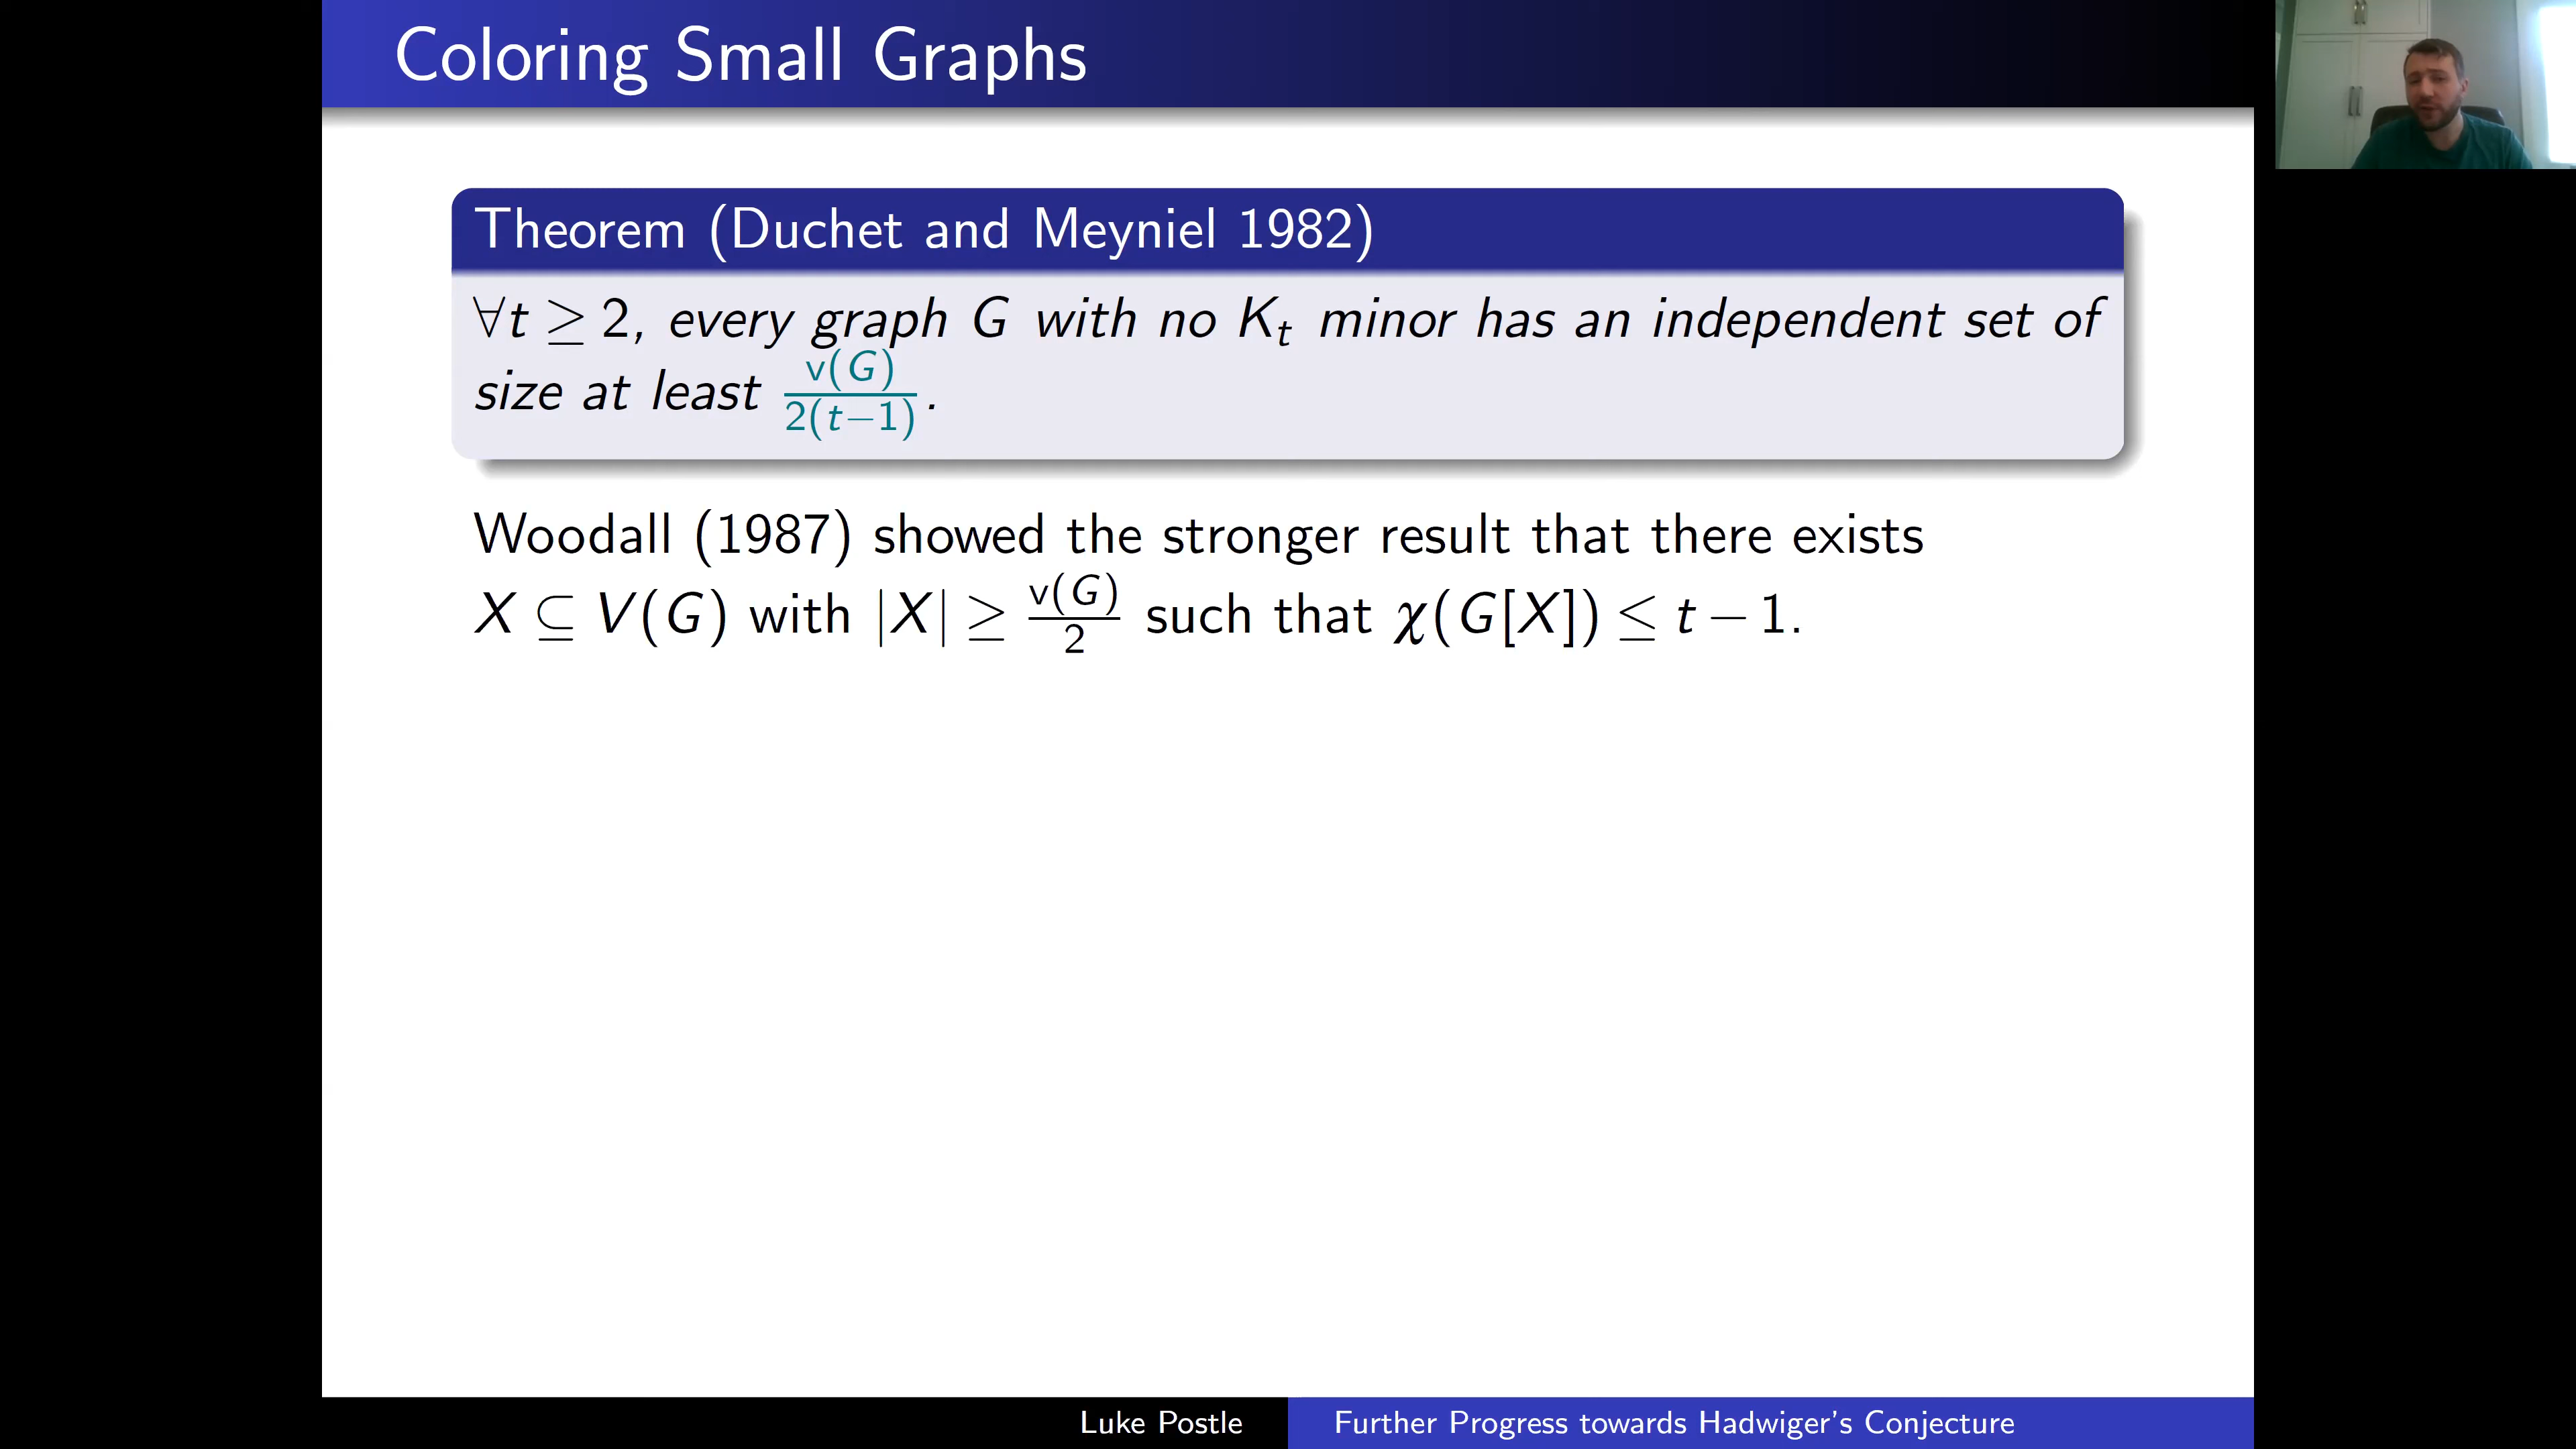 Coloring Small Graphs
Theorem (Duchet and Meyniel 1982)
∀t ≥ 2, every graph G with no K_t minor has an independent set of
size at least v(G)/2(t−1).
Woodall (1987) showed the stronger result that there exists
X ⊆ V(G) with |X| ≥ v(G)/2 such that χ(G[X]) ≤ t − 1.
Luke Postle
Further Progress towards Hadwiger's Conjecture